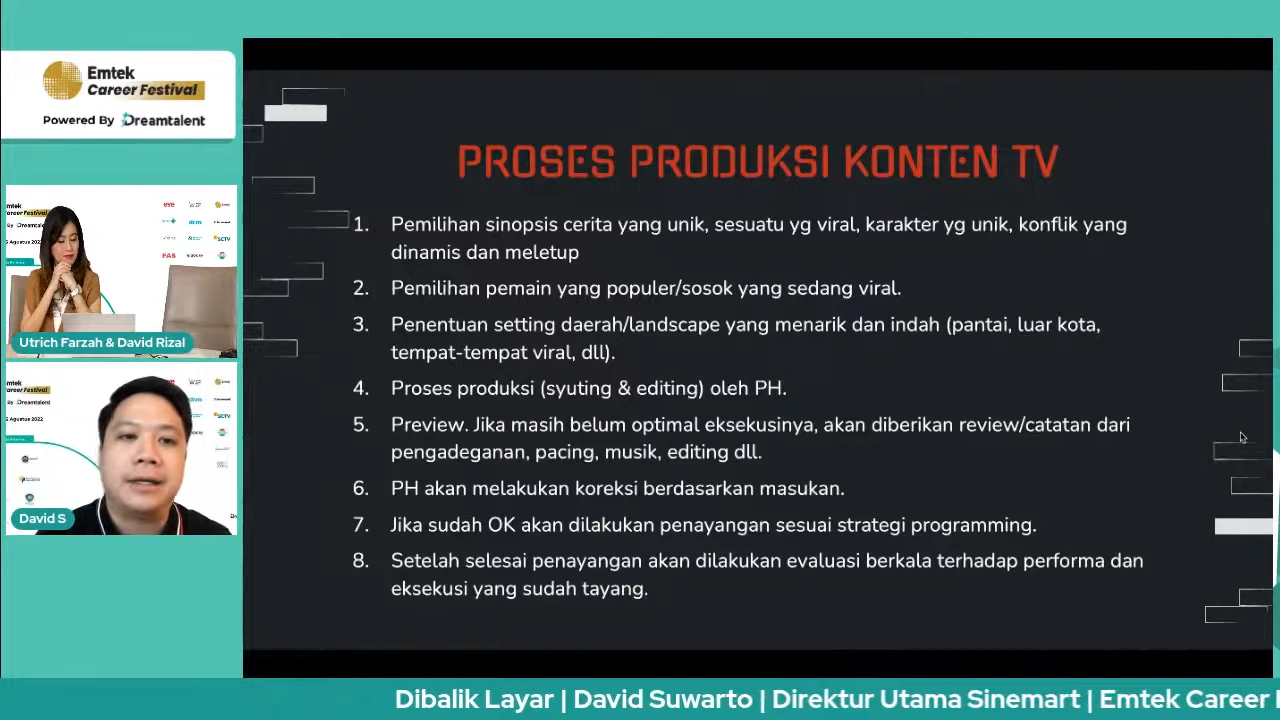 Emtek
Career Festival
Powered By Dreamtalent
Utrich Farzah & David Rizal
David S
PROSES PRODUKSI KONTEN TV
1. Pemilihan sinopsis cerita yang unik, sesuatu yg viral, karakter yg unik, konflik yang
dinamis dan meletup
2. Pemilihan pemain yang populer/sosok yang sedang viral.
3. Penentuan setting daerah/landscape yang menarik dan indah (pantai, luar kota,
tempat-tempat viral, dll).
4. Proses produksi (syuting & editing) oleh PH.
5. Preview. Jika masih belum optimal eksekusinya, akan diberikan review/catatan dari
pengadeganan, pacing, musik, editing dll.
6. PH akan melakukan koreksi berdasarkan masukan.
7. Jika sudah OK akan dilakukan penayangan sesuai strategi programming.
8. Setelah selesai penayangan akan dilakukan evaluasi berkala terhadap performa dan
eksekusi yang sudah tayang.
Dibalik Layar | David Suwarto | Direktur Utama Sinemart | Emtek Career